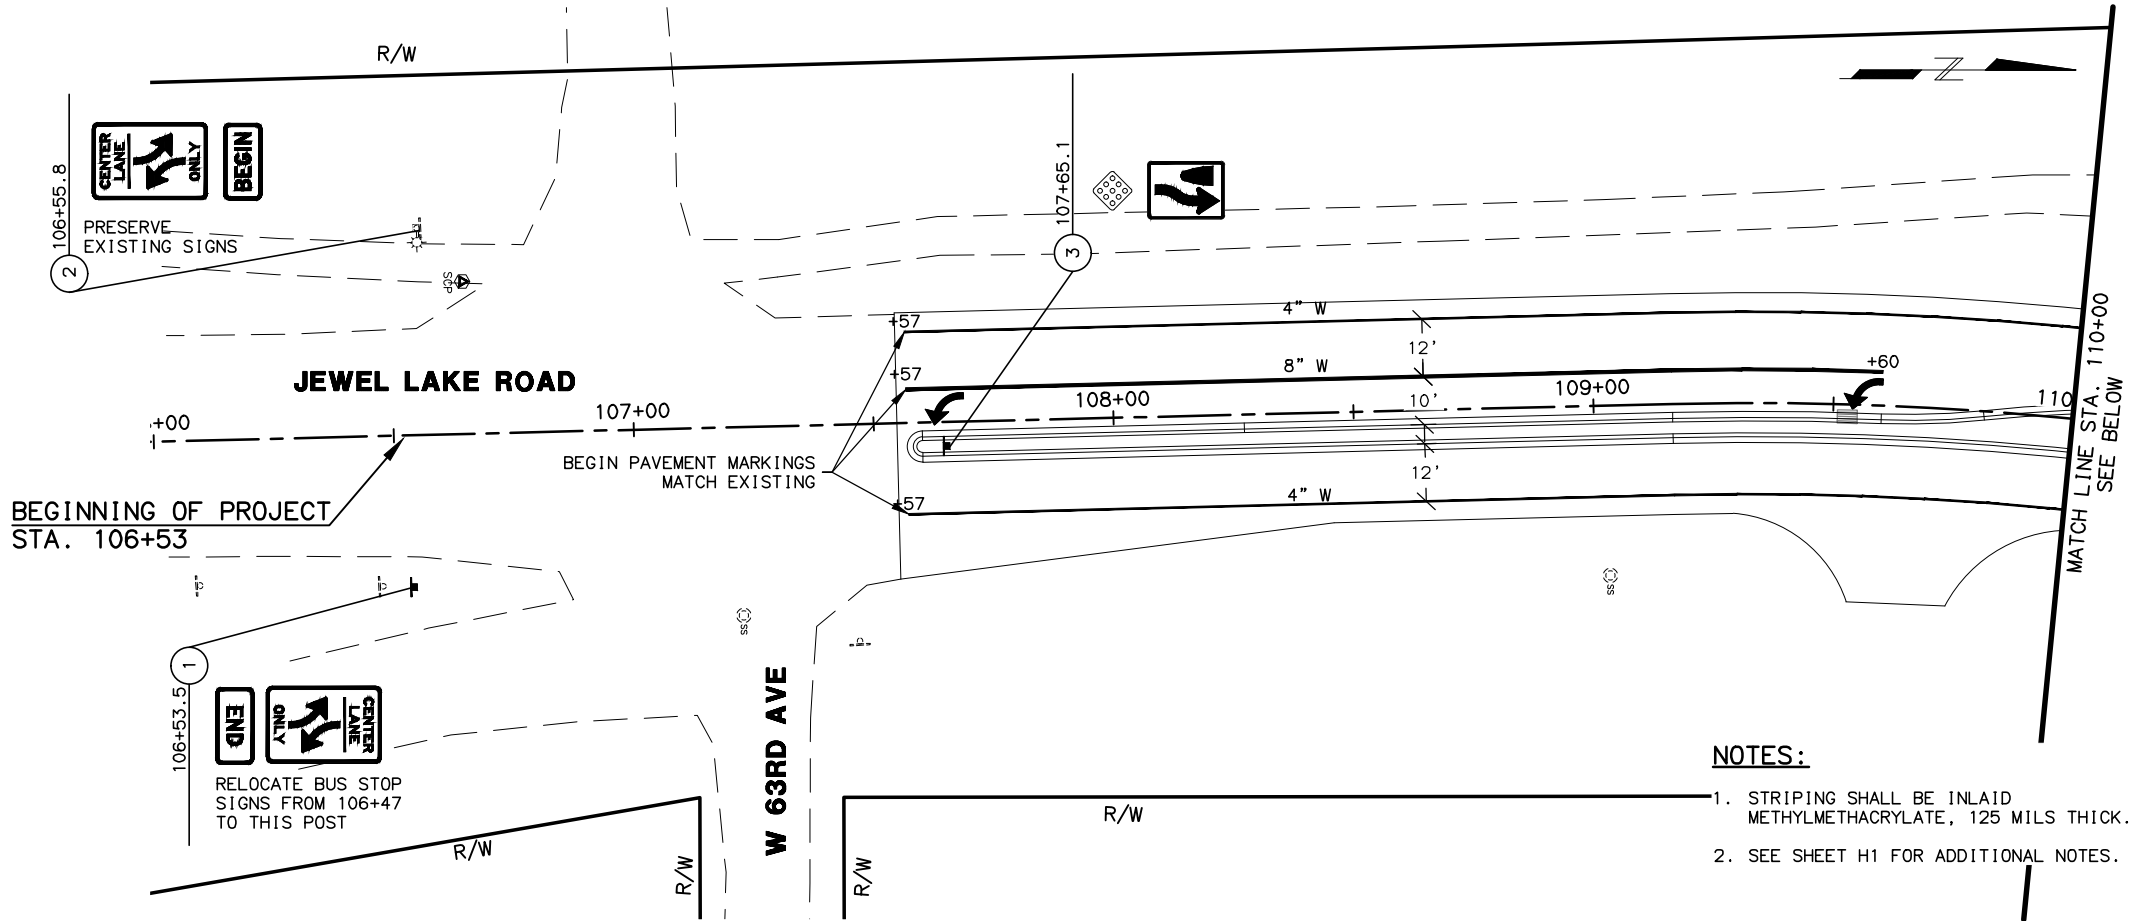 R/W
106+55.8
CENTER
LANE
ONLY
BEGIN
PRESERVE
EXISTING SIGNS
2
SCP
107+65.1
3
N
+57
4" W
12'
+57
8" W
+60
JEWEL LAKE ROAD
+00
107+00
108+00
10'
109+00
110
BEGIN PAVEMENT MARKINGS
MATCH EXISTING
12'
+57
4" W
MATCH LINE STA. 110+00
SEE BELOW
BEGINNING OF PROJECT
STA. 106+53
SS
SS
1
106+53.5
END
CENTER
LANE
ONLY
RELOCATE BUS STOP
SIGNS FROM 106+47
TO THIS POST
W 63RD AVE
R/W
R/W
R/W
R/W
NOTES:
1. STRIPING SHALL BE INLAID
METHYLMETHACRYLATE, 125 MILS THICK.
2. SEE SHEET H1 FOR ADDITIONAL NOTES.